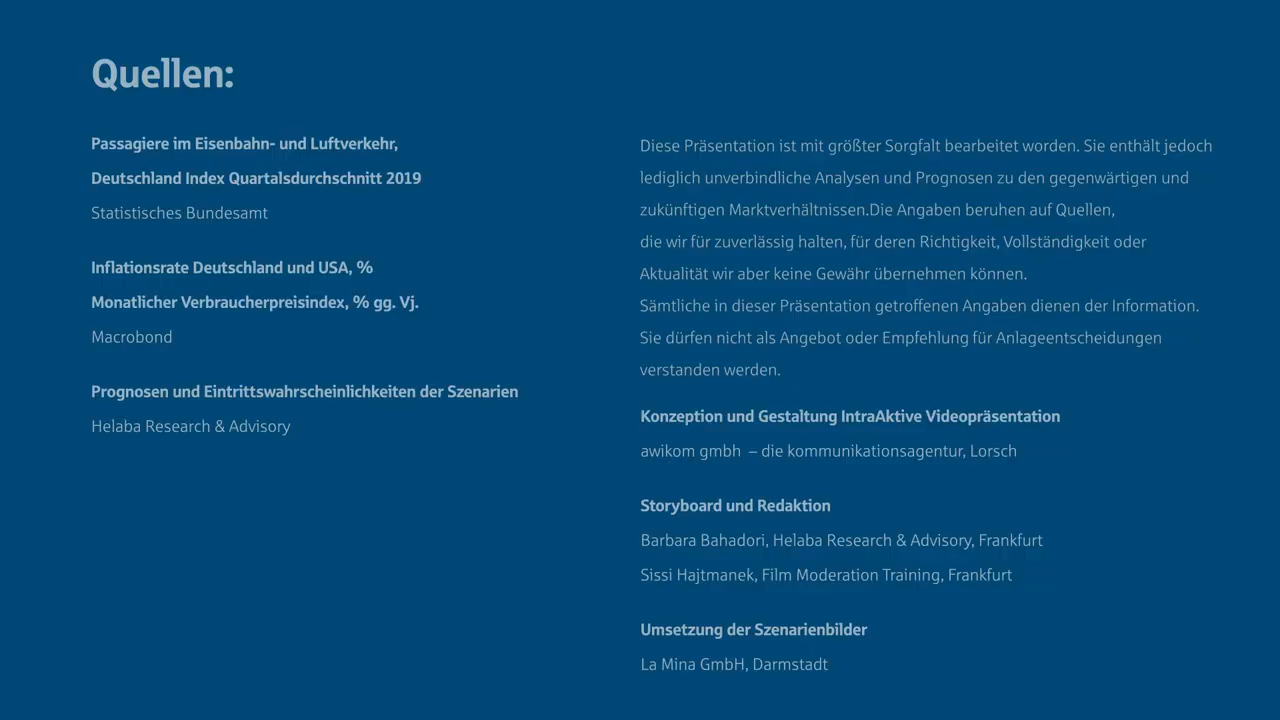 Quellen:
Passagiere im Eisenbahn- und Luftverkehr,
Deutschland Index Quartalsdurchschnitt 2019
Statistisches Bundesamt
Inflationsrate Deutschland und USA, %
Monatlicher Verbraucherpreisindex, % gg. Vj.
Macrobond
Prognosen und Eintrittswahrscheinlichkeiten der Szenarien
Helaba Research & Advisory
Diese Präsentation ist mit größter Sorgfalt bearbeitet worden. Sie enthält jedoch
lediglich unverbindliche Analysen und Prognosen zu den gegenwärtigen und
zukünftigen Marktverhältnissen.Die Angaben beruhen auf Quellen,
die wir für zuverlässig halten, für deren Richtigkeit, Vollständigkeit oder
Aktualität wir aber keine Gewähr übernehmen können.
Sämtliche in dieser Präsentation getroffenen Angaben dienen der Information.
Sie dürfen nicht als Angebot oder Empfehlung für Anlageentscheidungen
verstanden werden.
Konzeption und Gestaltung IntraAktive Videopräsentation
awikom gmbh – die kommunikationsagentur, Lorsch
Storyboard und Redaktion
Barbara Bahadori, Helaba Research & Advisory, Frankfurt
Sissi Hajtmanek, Film Moderation Training, Frankfurt
Umsetzung der Szenarienbilder
La Mina GmbH, Darmstadt